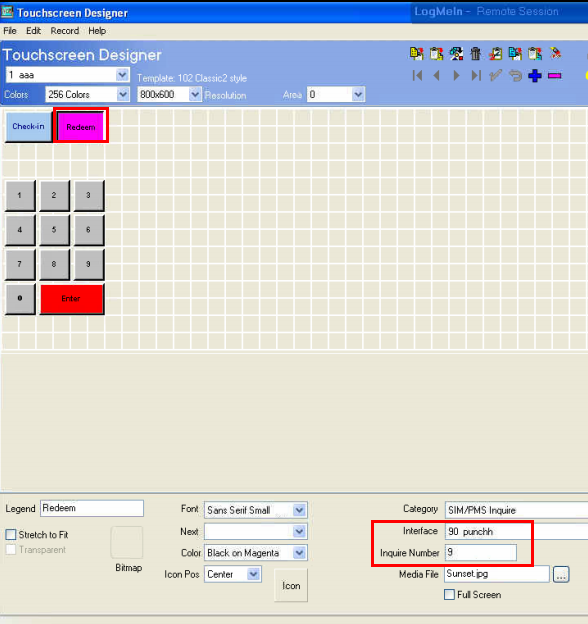 Touchscreen Designer
LogMeIn - Remote Session
File Edit Record Help
Touchscreen Designer
1 aaa
Template: 102 Classic2 style
Colors 256 Colors 800x600 Resolution Area 0
Check-in Redeem
1 2 3
4 5 6
7 8 9
0 Enter
Legend Redeem Font Sans Serif Small Category SIM/PMS Inquire
Stretch to Fit Next Interface 90 punchh
Transparent Color Black on Magenta Inquire Number 9
Bitmap Icon Pos Center Icon Media File Sunset.jpg ...
Full Screen